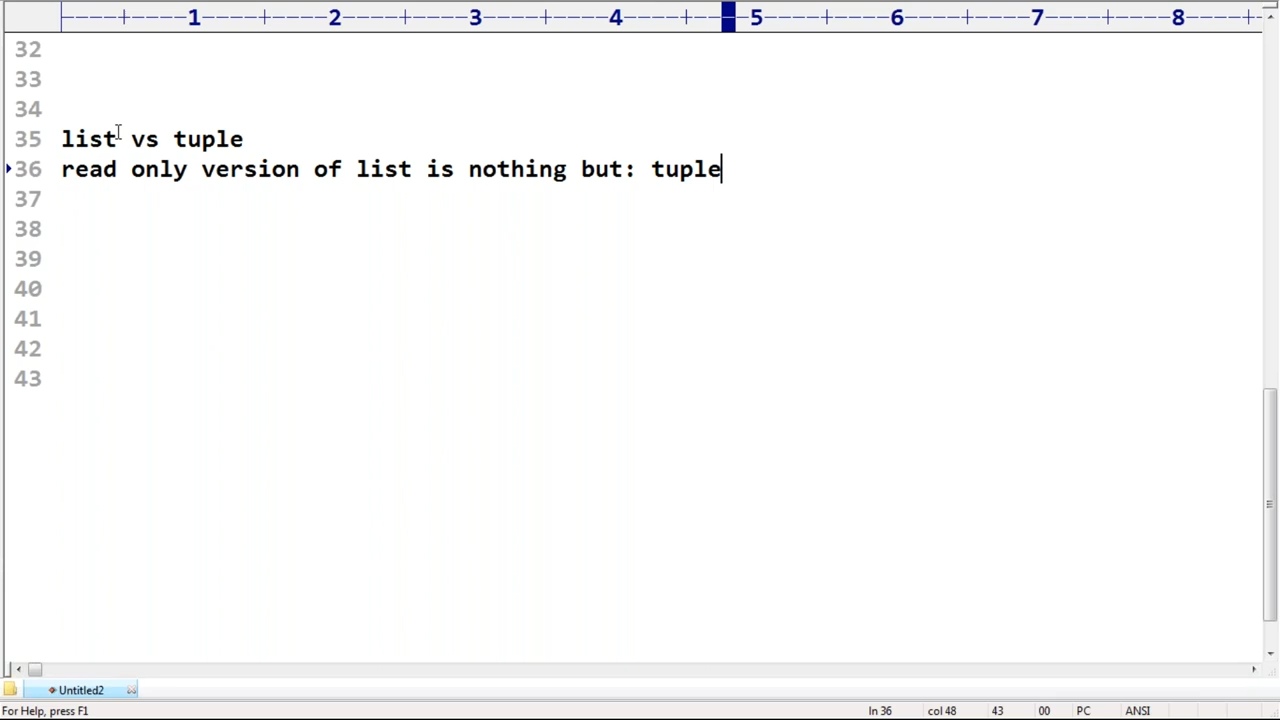 1 2 3 4 5 6 7 8
32
33
34
35 list vs tuple
36 read only version of list is nothing but: tuple
37
38
39
40
41
42
43
Untitled2
For Help, press F1 ln 36 col 48 43 00 PC ANSI